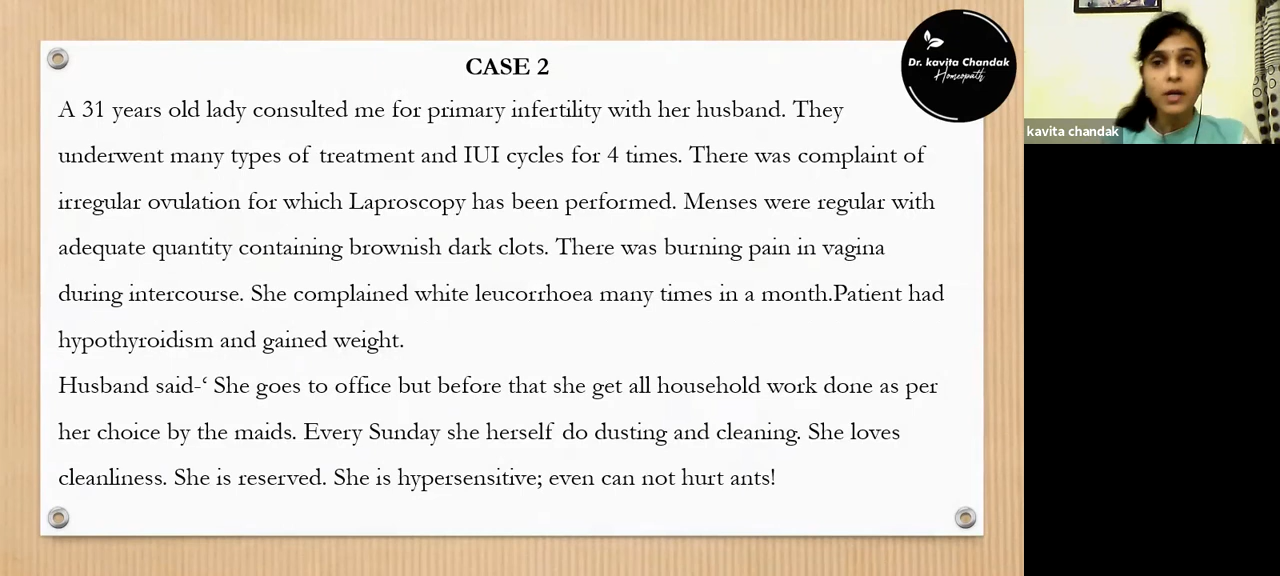 CASE 2
A 31 years old lady consulted me for primary infertility with her husband. They
underwent many types of treatment and IUI cycles for 4 times. There was complaint of
irregular ovulation for which Laproscopy has been performed. Menses were regular with
adequate quantity containing brownish dark clots. There was burning pain in vagina
during intercourse. She complained white leucorrhoea many times in a month.Patient had
hypothyroidism and gained weight.
Husband said-‘ She goes to office but before that she get all household work done as per
her choice by the maids. Every Sunday she herself do dusting and cleaning. She loves
cleanliness. She is reserved. She is hypersensitive; even can not hurt ants!
Dr. kavita Chandak
Homeopath
kavita chandak